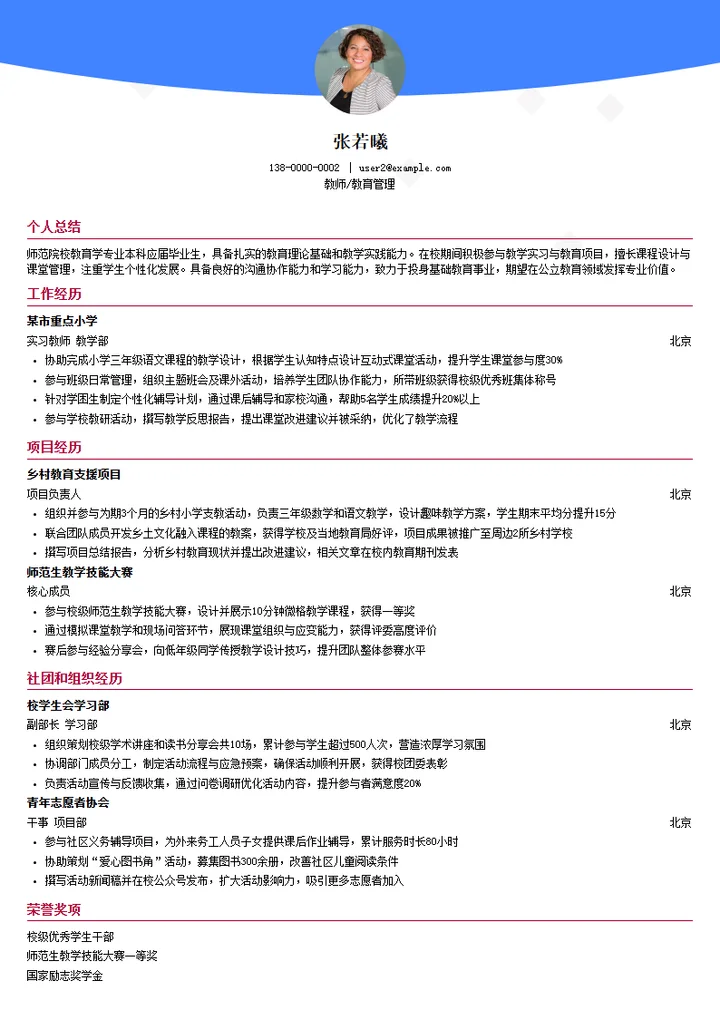 张若曦
138-0000-0002 | user2@example.com
教师/教育管理
个人总结
师范院校教育学专业本科应届毕业生，具备扎实的教育理论基础和教学实践能力。在校期间积极参与教学实习与教育项目，擅长课程设计与
课堂管理，注重学生个性化发展。具备良好的沟通协作能力和学习能力，致力于投身基础教育事业，期望在公立教育领域发挥专业价值。
工作经历
某市重点小学
实习教师 教学部 北京
• 协助完成小学三年级语文课程的教学设计，根据学生认知特点设计互动式课堂活动，提升学生课堂参与度30%
• 参与班级日常管理，组织主题班会及课外活动，培养学生团队协作能力，所带班级获得校级优秀班集体称号
• 针对学困生制定个性化辅导计划，通过课后辅导和家校沟通，帮助5名学生成绩提升20%以上
• 参与学校教研活动，撰写教学反思报告，提出课堂改进建议并被采纳，优化了教学流程
项目经历
乡村教育支援项目
项目负责人 北京
• 组织并参与为期3个月的乡村小学支教活动，负责三年级数学和语文教学，设计趣味教学方案，学生期末平均分提升15分
• 联合团队成员开发乡土文化融入课程的教案，获得学校及当地教育局好评，项目成果被推广至周边2所乡村学校
• 撰写项目总结报告，分析乡村教育现状并提出改进建议，相关文章在校内教育期刊发表
师范生教学技能大赛
核心成员 北京
• 参与校级师范生教学技能大赛，设计并展示10分钟微格教学课程，获得一等奖
• 通过模拟课堂教学和现场问答环节，展现课堂组织与应变能力，获得评委高度评价
• 赛后参与经验分享会，向低年级同学传授教学设计技巧，提升团队整体参赛水平
社团和组织经历
校学生会学习部
副部长 学习部 北京
• 组织策划校级学术讲座和读书分享会共10场，累计参与学生超过500人次，营造浓厚学习氛围
• 协调部门成员分工，制定活动流程与应急预案，确保活动顺利开展，获得校团委表彰
• 负责活动宣传与反馈收集，通过问卷调研优化活动内容，提升参与者满意度20%
青年志愿者协会
干事 项目部 北京
• 参与社区义务辅导项目，为外来务工人员子女提供课后作业辅导，累计服务时长80小时
• 协助策划“爱心图书角”活动，募集图书300余册，改善社区儿童阅读条件
• 撰写活动新闻稿并在校公众号发布，扩大活动影响力，吸引更多志愿者加入
荣誉奖项
校级优秀学生干部
师范生教学技能大赛一等奖
国家励志奖学金